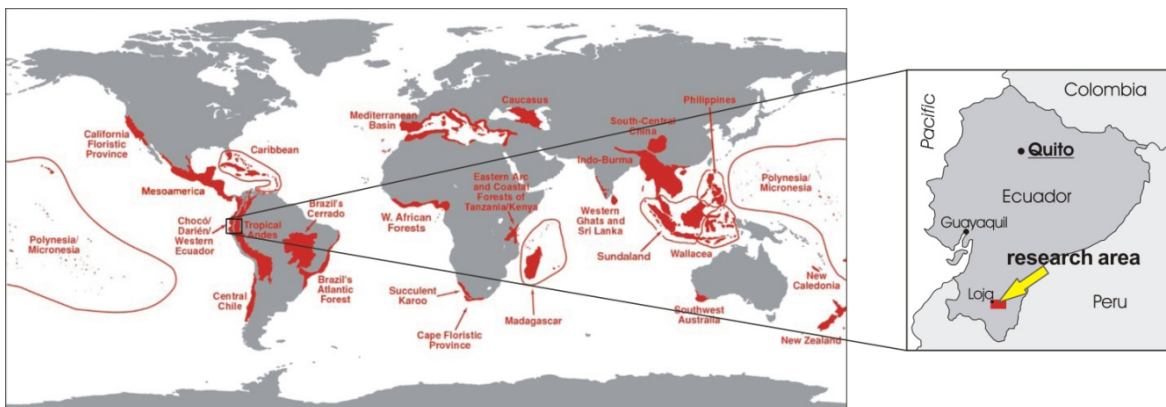 California
Floristic
Province
Mesoamerica
Caribbean
Polynesia/
Micronesia
Chocó/
Darién/
Western
Ecuador
Tropical
Andes
Brazil's
Cerrado
Brazil's
Atlantic
Forest
Central
Chile
Mediterranean
Basin
Caucasus
W. African
Forests
Eastern Arc
and Coastal
Forests of
Tanzania/Kenya
Succulent
Karoo
Cape Floristic
Province
Madagascar
South-Central
China
Indo-Burma
Philippines
Western
Ghats and
Sri Lanka
Sundaland
Wallacea
Polynesia/
Micronesia
Southwest
Australia
New
Caledonia
New Zealand
Pacific
Colombia
Quito
Ecuador
Guayaquil
research area
Loja
Peru